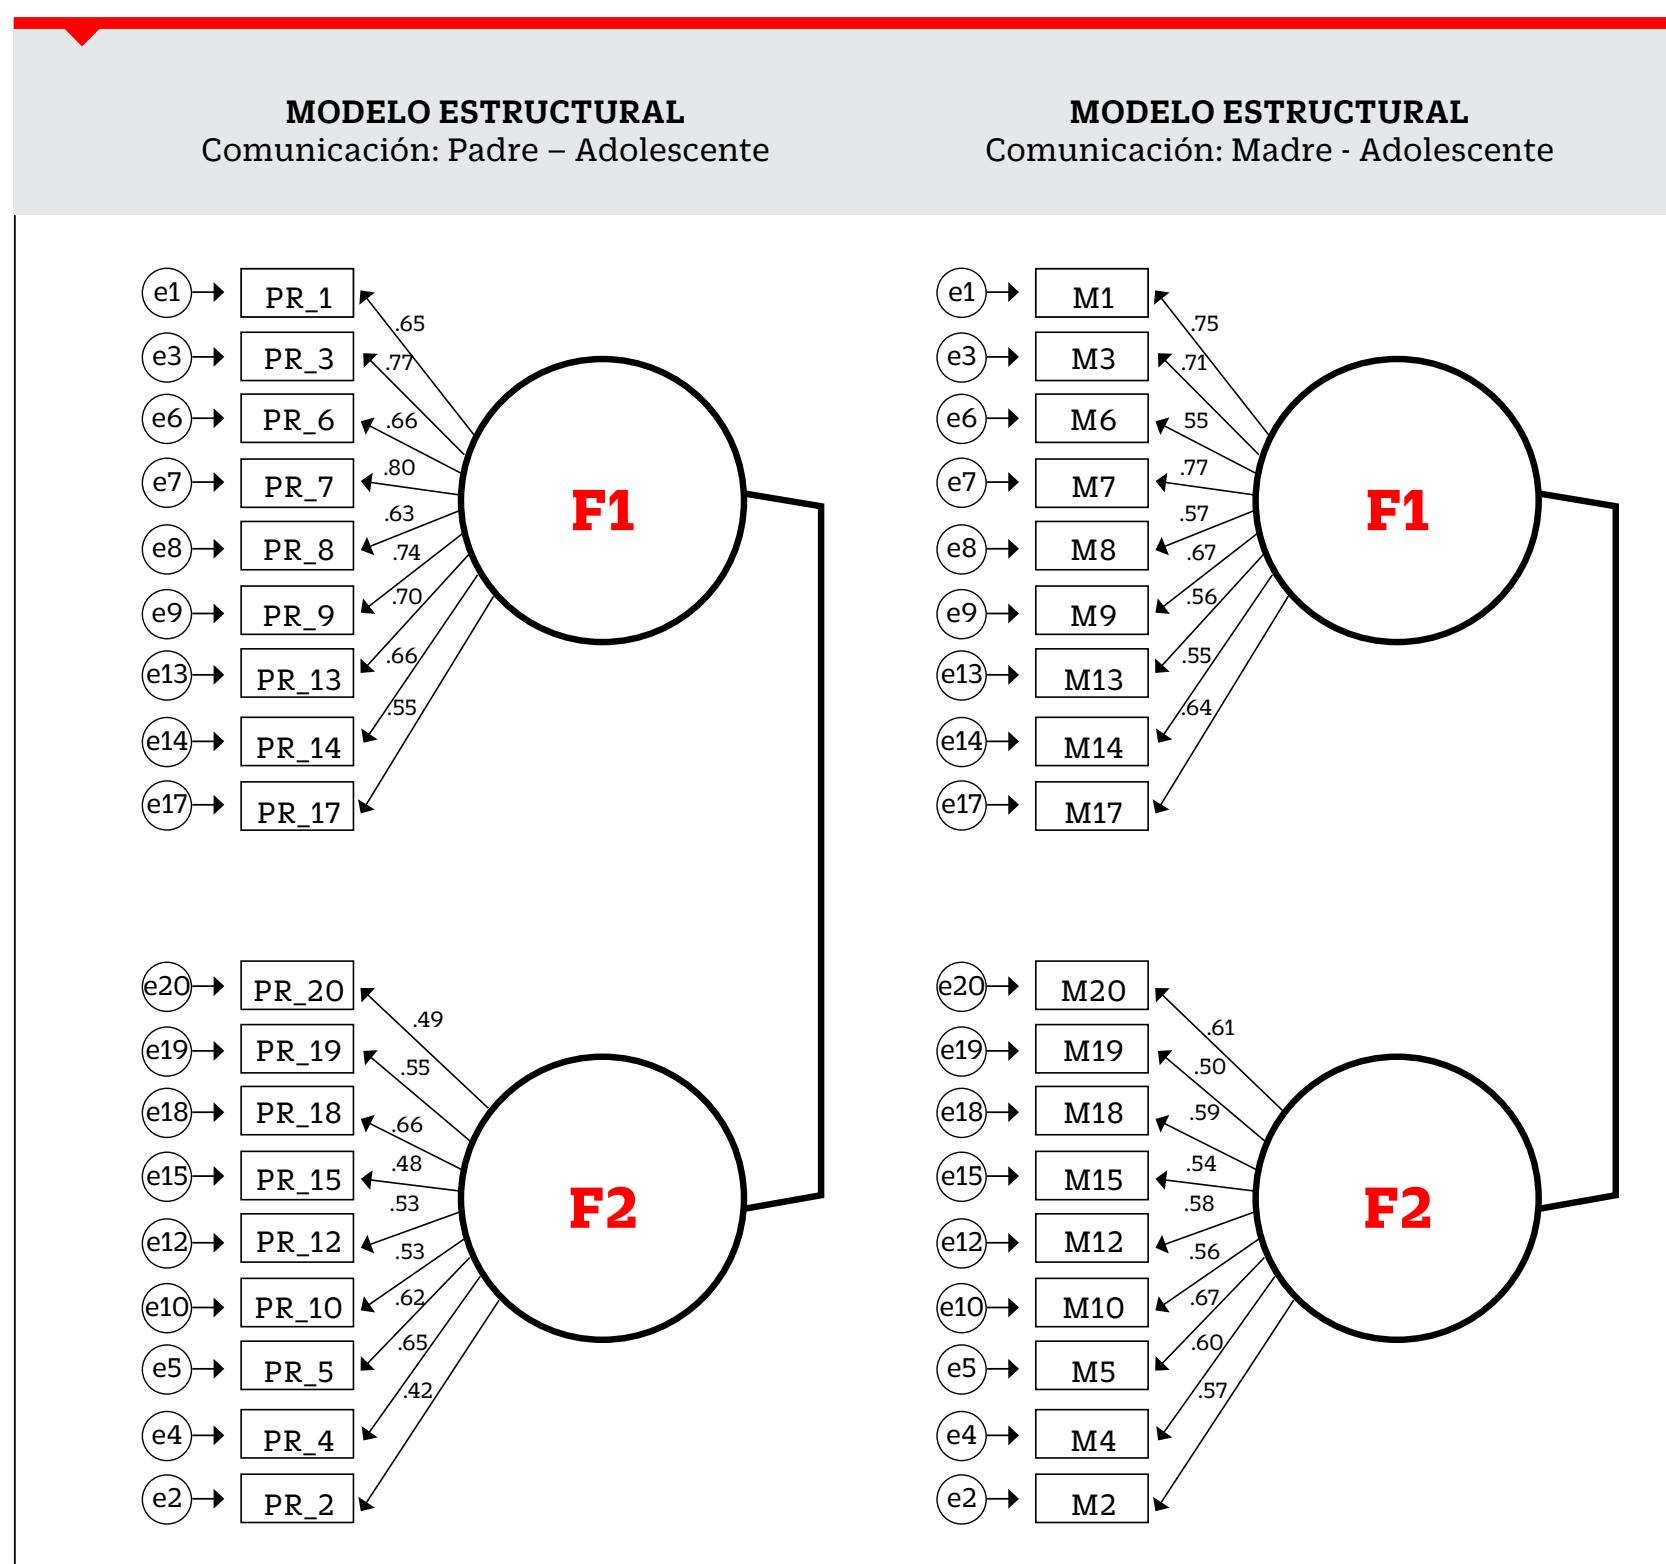 MODELO ESTRUCTURAL
Comunicación: Padre – Adolescente
e1 PR_1 .65
e3 PR_3 .77
e6 PR_6 .66
e7 PR_7 .80
e8 PR_8 .63
e9 PR_9 .74
e13 PR_13 .70
e14 PR_14 .66
e17 PR_17 .55
F1
e20 PR_20 .49
e19 PR_19 .55
e18 PR_18 .66
e15 PR_15 .48
e12 PR_12 .53
e10 PR_10 .53
e5 PR_5 .62
e4 PR_4 .65
e2 PR_2 .42
F2
MODELO ESTRUCTURAL
Comunicación: Madre - Adolescente
e1 M1 .75
e3 M3 .71
e6 M6 55
e7 M7 .77
e8 M8 .57
e9 M9 .67
e13 M13 .56
e14 M14 .55
e17 M17 .64
F1
e20 M20 .61
e19 M19 .50
e18 M18 .59
e15 M15 .54
e12 M12 .58
e10 M10 .56
e5 M5 .67
e4 M4 .60
e2 M2 .57
F2